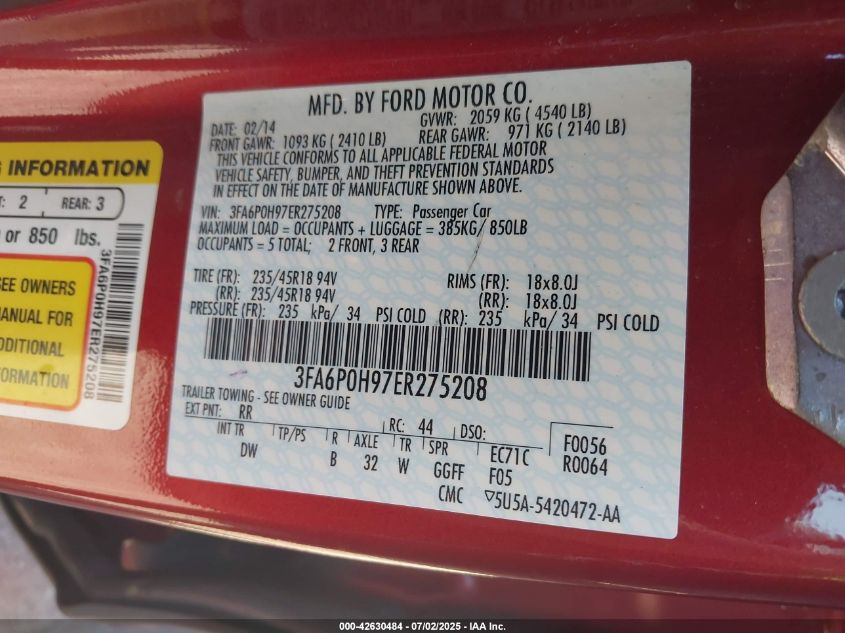 MFD. BY FORD MOTOR CO.
DATE: 02/14 GVWR: 2059 KG ( 4540 LB)
FRONT GAWR: 1093 KG ( 2410 LB) REAR GAWR: 971 KG ( 2140 LB)
THIS VEHICLE CONFORMS TO ALL APPLICABLE FEDERAL MOTOR
VEHICLE SAFETY, BUMPER, AND THEFT PREVENTION STANDARDS
IN EFFECT ON THE DATE OF MANUFACTURE SHOWN ABOVE.
VIN: 3FA6P0H97ER275208 TYPE: Passenger Car
MAXIMUM LOAD = OCCUPANTS + LUGGAGE = 385KG/ 850LB
OCCUPANTS = 5 TOTAL; 2 FRONT, 3 REAR
TIRE (FR): 235/45R18 94V RIMS (FR): 18x8.0J
(RR): 235/45R18 94V (RR): 18x8.0J
PRESSURE (FR): 235 kPa/ 34 PSI COLD (RR): 235 kPa/34 PSI COLD
3FA6P0H97ER275208
TRAILER TOWING - SEE OWNER GUIDE
EXT PNT: RR RC: 44 DSO:
INT TR TP/PS R AXLE TR SPR EC71C F0056
DW B 32 W GGFF F05 R0064
CMC ▽5U5A-5420472-AA
INFORMATION
: 2 REAR: 3
or 850 lbs.
SEE OWNERS
MANUAL FOR
ADDITIONAL
INFORMATION
3FA6P0H97ER275208
000-42630484 - 07/02/2025 - IAA Inc.